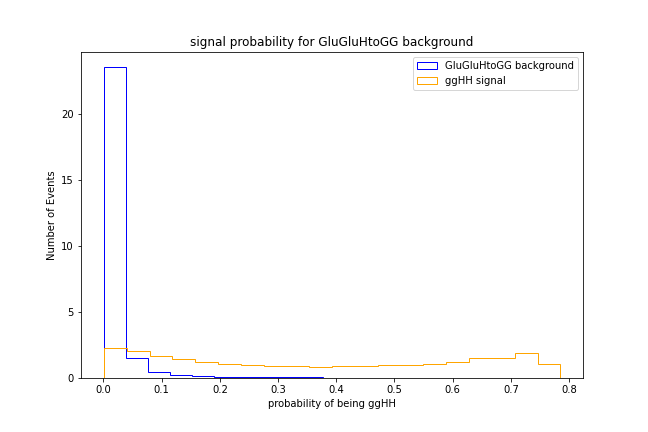 signal probability for GluGluHtoGG background
GluGluHtoGG background
ggHH signal
Number of Events
20
15
10
5
0
0.0 0.1 0.2 0.3 0.4 0.5 0.6 0.7 0.8
probability of being ggHH